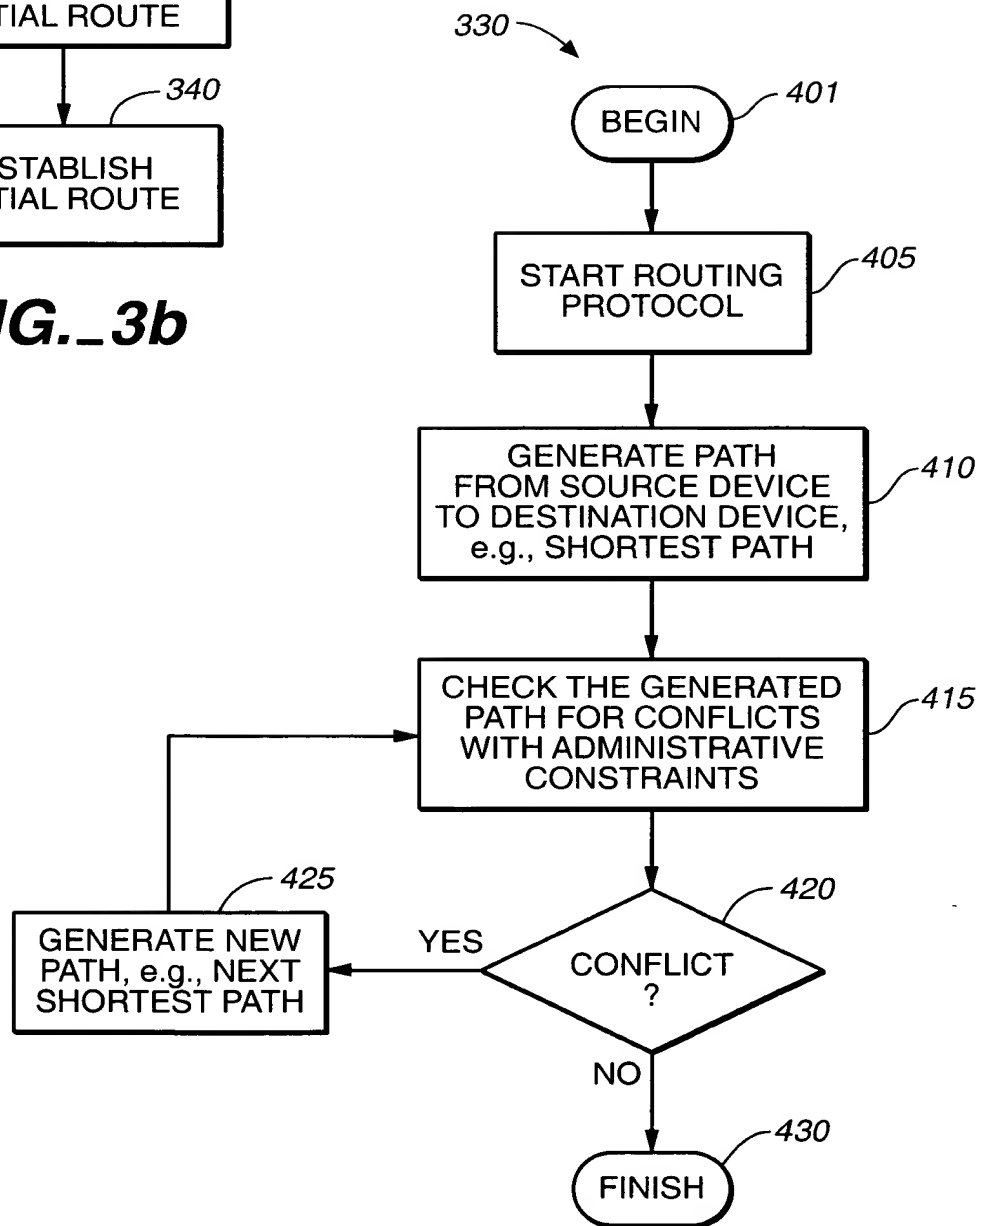 TIAL ROUTE
340
STABLISH
TIAL ROUTE
G._3b
330
BEGIN
401
START ROUTING
PROTOCOL
405
GENERATE PATH
FROM SOURCE DEVICE
TO DESTINATION DEVICE,
e.g., SHORTEST PATH
410
CHECK THE GENERATED
PATH FOR CONFLICTS
WITH ADMINISTRATIVE
CONSTRAINTS
415
425
GENERATE NEW
PATH, e.g., NEXT
SHORTEST PATH
YES
420
CONFLICT
?
NO
430
FINISH